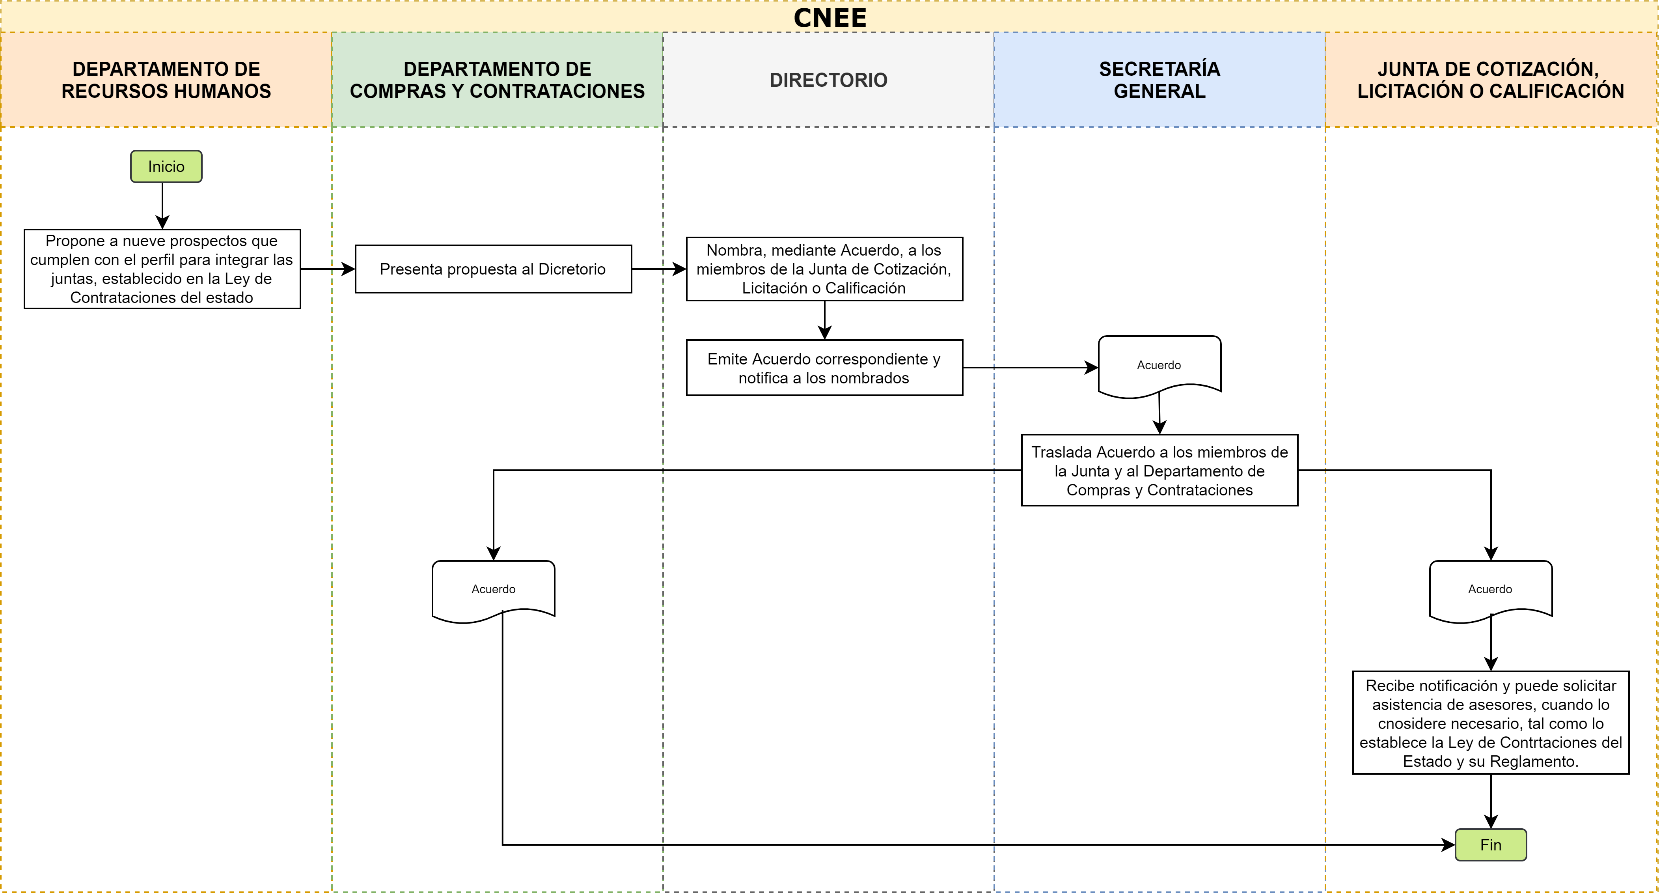 CNEE
DEPARTAMENTO DE
RECURSOS HUMANOS
DEPARTAMENTO DE
COMPRAS Y CONTRATACIONES
DIRECTORIO
SECRETARÍA
GENERAL
JUNTA DE COTIZACIÓN,
LICITACIÓN O CALIFICACIÓN
Inicio
Propone a nueve prospectos que
cumplen con el perfil para integrar las
juntas, establecido en la Ley de
Contrataciones del estado
Presenta propuesta al Dicretorio
Nombra, mediante Acuerdo, a los
miembros de la Junta de Cotización,
Licitación o Calificación
Emite Acuerdo correspondiente y
notifica a los nombrados
Acuerdo
Traslada Acuerdo a los miembros de
la Junta y al Departamento de
Compras y Contrataciones
Acuerdo
Acuerdo
Recibe notificación y puede solicitar
asistencia de asesores, cuando lo
cnosidere necesario, tal como lo
establece la Ley de Contrtaciones del
Estado y su Reglamento.
Fin